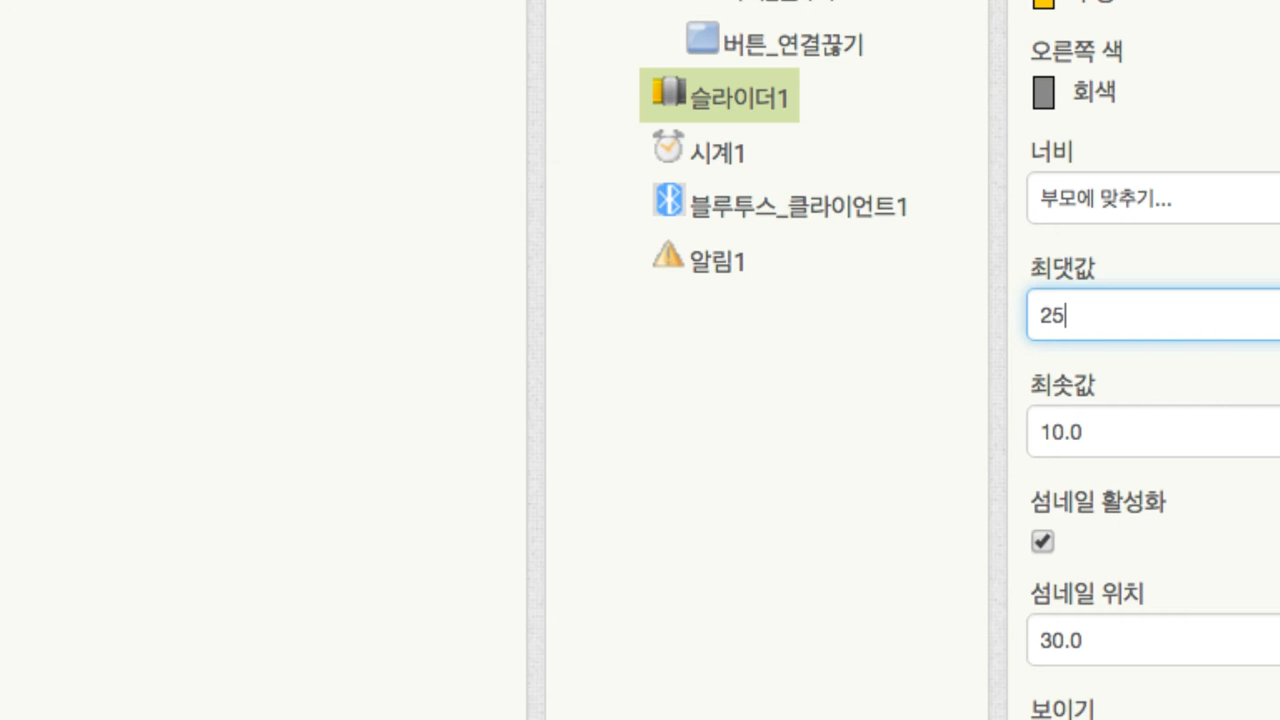 버튼_연결끊기
슬라이더1
시계1
블루투스_클라이언트1
알림1
오른쪽 색
회색
너비
부모에 맞추기...
최댓값
25
최솟값
10.0
섬네일 활성화
섬네일 위치
30.0
보이기